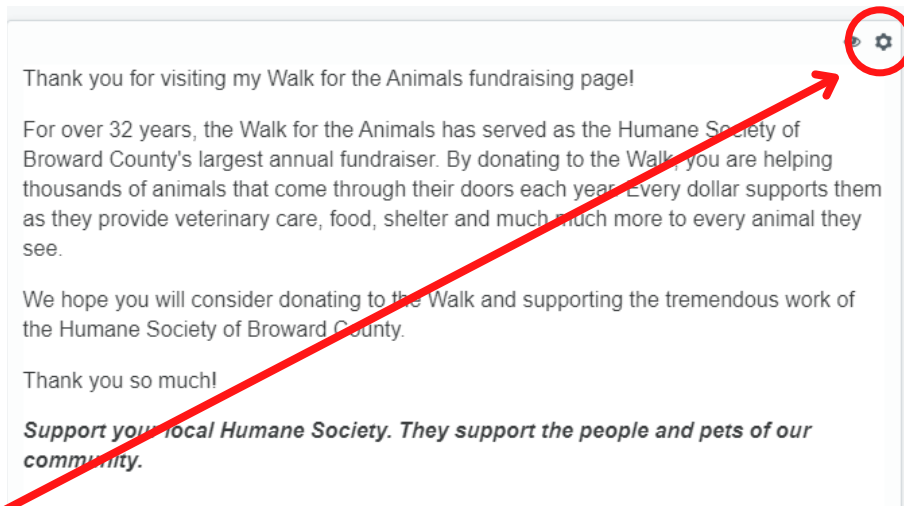 Thank you for visiting my Walk for the Animals fundraising page!
For over 32 years, the Walk for the Animals has served as the Humane Society of
Broward County's largest annual fundraiser. By donating to the Walk, you are helping
thousands of animals that come through their doors each year. Every dollar supports them
as they provide veterinary care, food, shelter and much much more to every animal they
see.
We hope you will consider donating to the Walk and supporting the tremendous work of
the Humane Society of Broward County.
Thank you so much!
Support your local Humane Society. They support the people and pets of our
community.